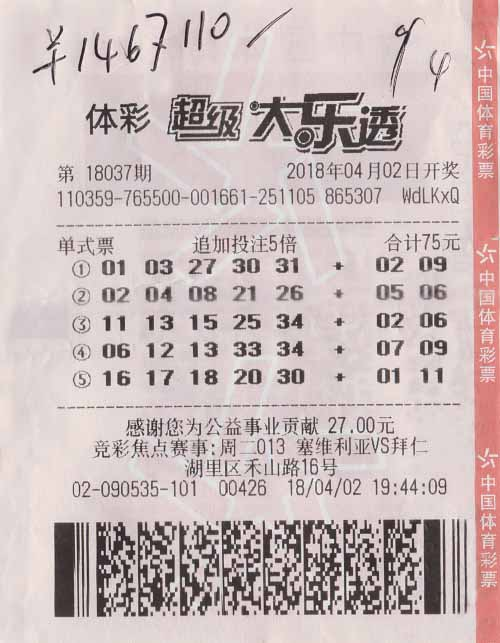 ¥1467110
9/4
体彩 超级大乐透
第 18037期 2018年04月02日开奖
110359-765500-001661-251105 865307 WdLKxQ
单式票 追加投注5倍 合计75元
① 01 03 27 30 31 + 02 09
② 02 04 08 21 26 + 05 06
③ 11 13 15 25 34 + 02 06
④ 06 12 13 33 34 + 07 09
⑤ 16 17 18 20 30 + 01 11
感谢您为公益事业贡献 27.00元
竞彩焦点赛事:周二013 塞维利亚VS拜仁
湖里区禾山路16号
02-090535-101 00426 18/04/02 19:44:09
中国体育彩票
中国体育彩票
中国体育彩票